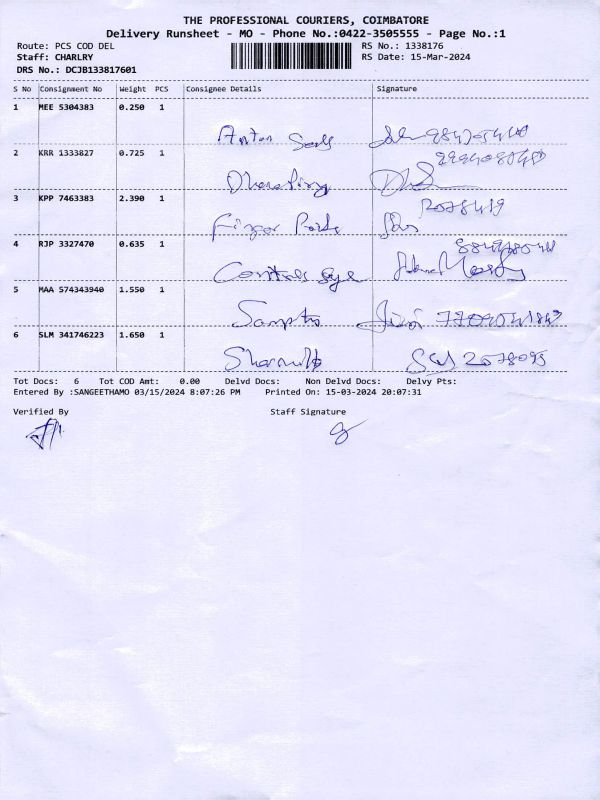 THE PROFESSIONAL COURIERS, COIMBATORE
Delivery Runsheet - MO - Phone No.:0422-3505555 - Page No.:1
Route: PCS COD DEL RS No.: 1338176
Staff: CHARLRY RS Date: 15-Mar-2024
DRS No.: DCJB133817601
S No Consignment No Weight PCS Consignee Details Signature
1 MEE 5304383 0.250 1
Anton
2 KRR 1333827 0.725 1
3 KPP 7463383 2.390 1
2078419
4 RJP 3327470 0.635 1
Controls
5 MAA 574343940 1.550 1
6 SLM 341746223 1.650 1
2078095
Tot Docs: 6 Tot COD Amt: 0.00 Delvd Docs: Non Delvd Docs: Delvy Pts:
Entered By :SANGEETHAMO 03/15/2024 8:07:26 PM Printed On: 15-03-2024 20:07:31
Verified By Staff Signature